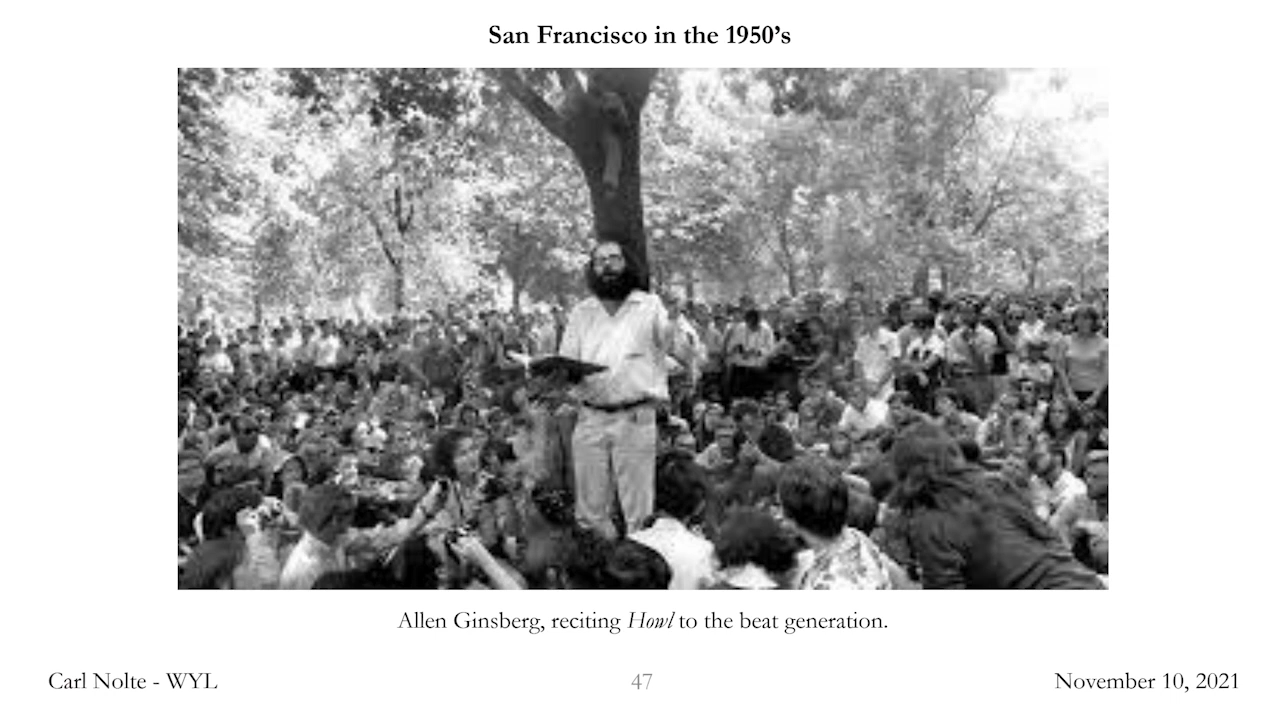 San Francisco in the 1950’s
Allen Ginsberg, reciting Howl to the beat generation.
Carl Nolte - WYL
47
November 10, 2021